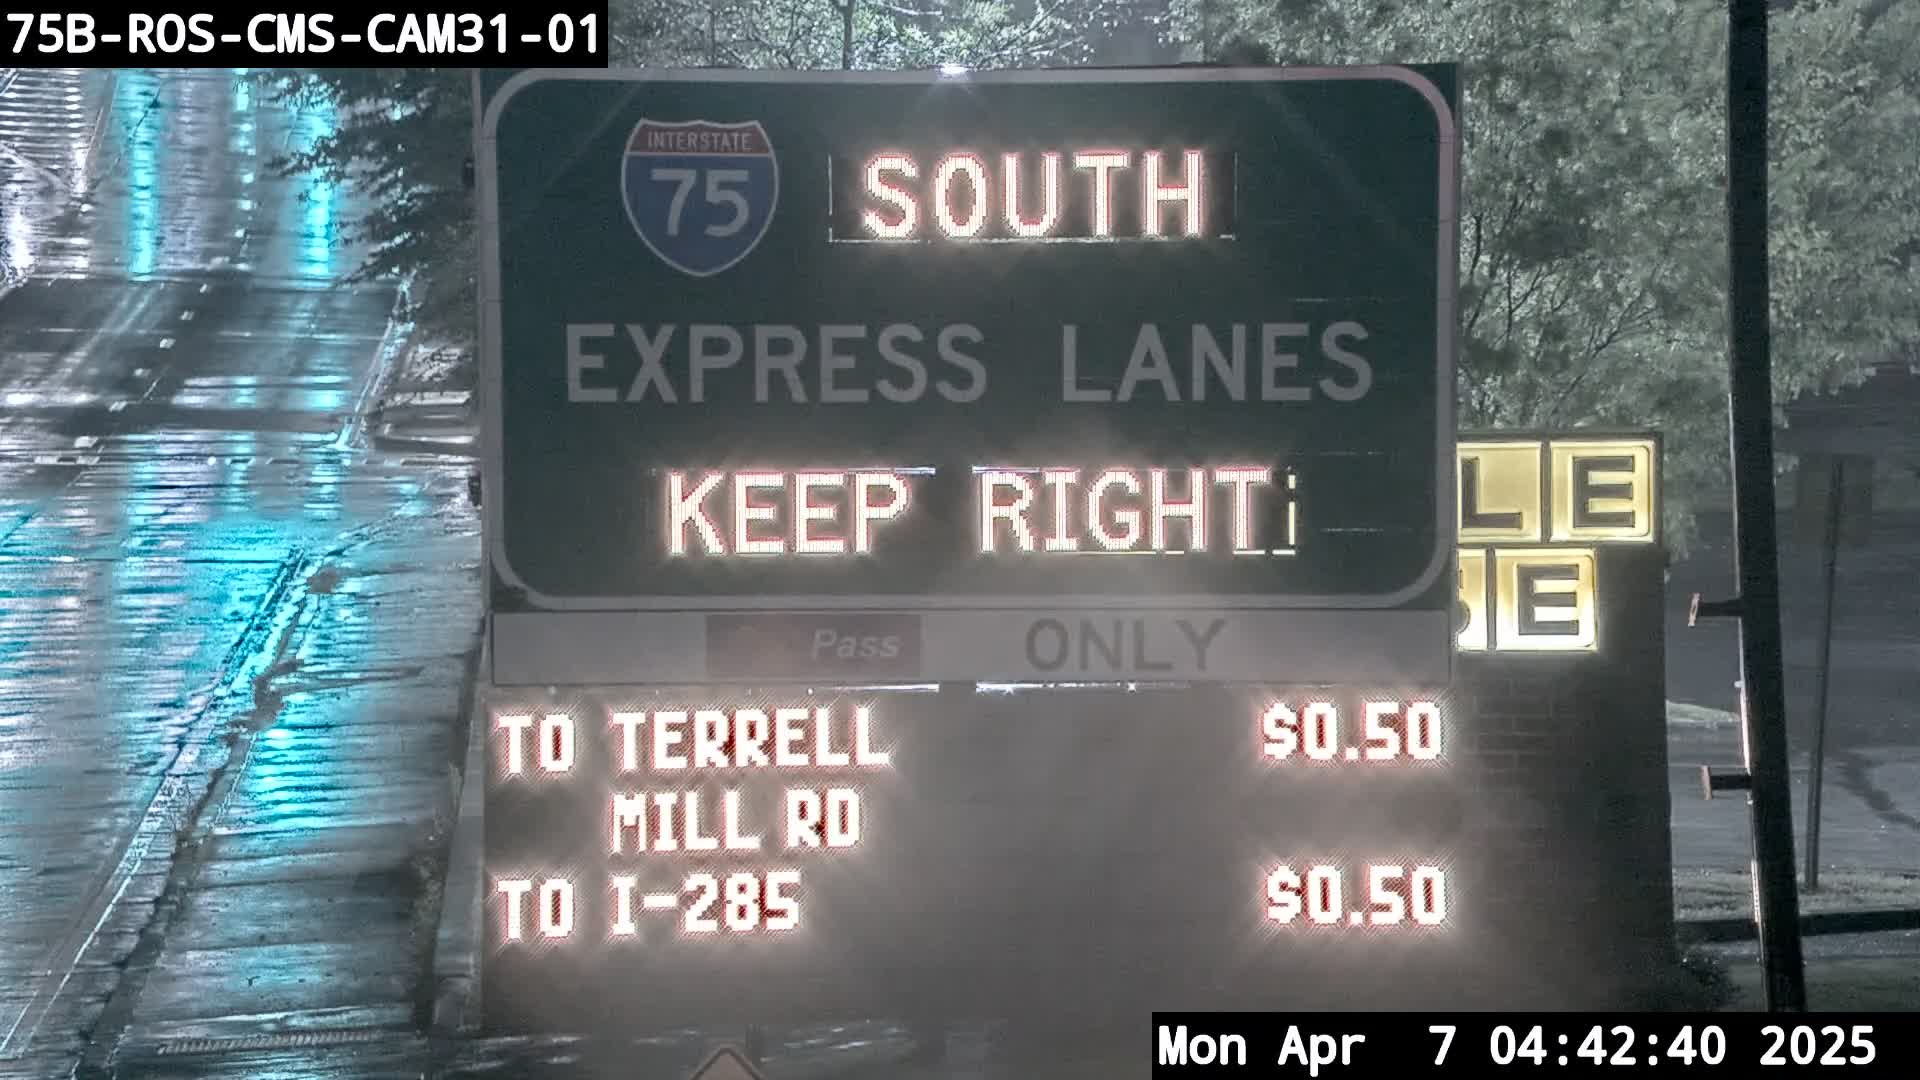 75B-ROS-CMS-CAM31-01
INTERSTATE
75
SOUTH
EXPRESS LANES
KEEP RIGHT
LE
E
Pass ONLY
TO TERRELL $0.50
MILL RD
TO I-285 $0.50
Mon Apr 7 04:42:40 2025